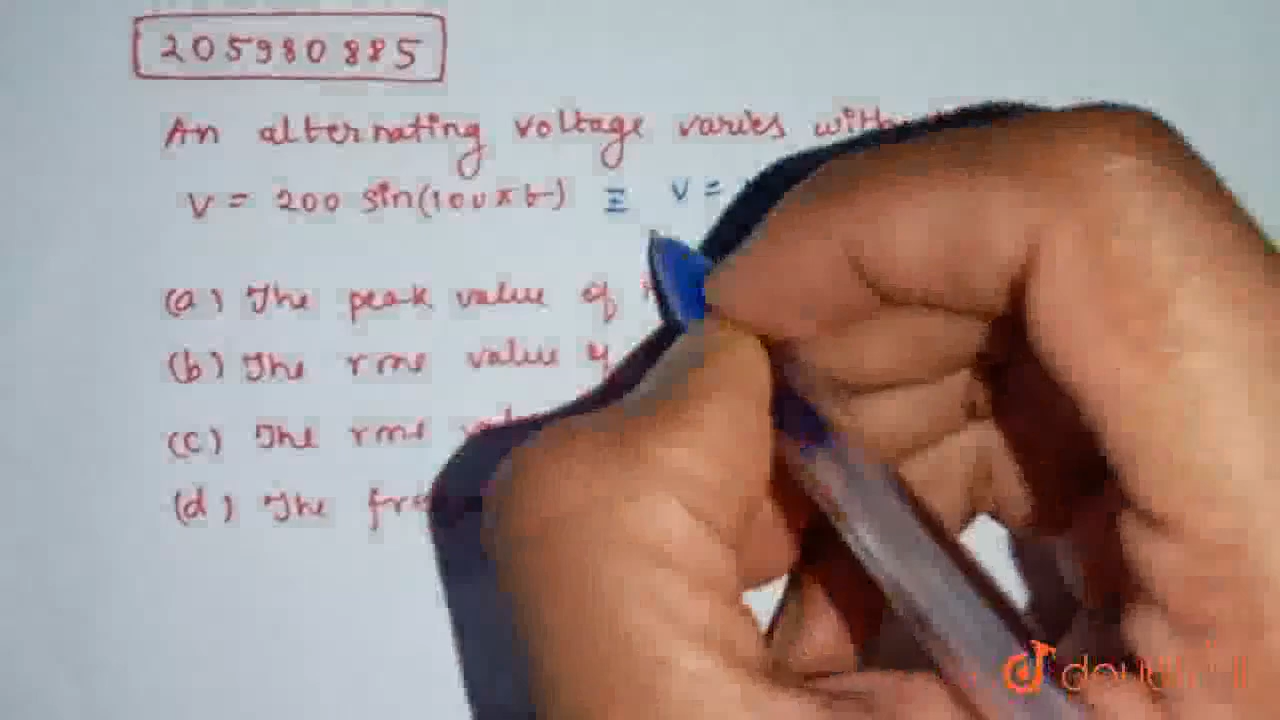 205980885
An alternating voltage varies with
V = 200 sin(100πt) ≡ V =
(a) The peak value of
(b) The rms value of
(c) The rms
(d) The